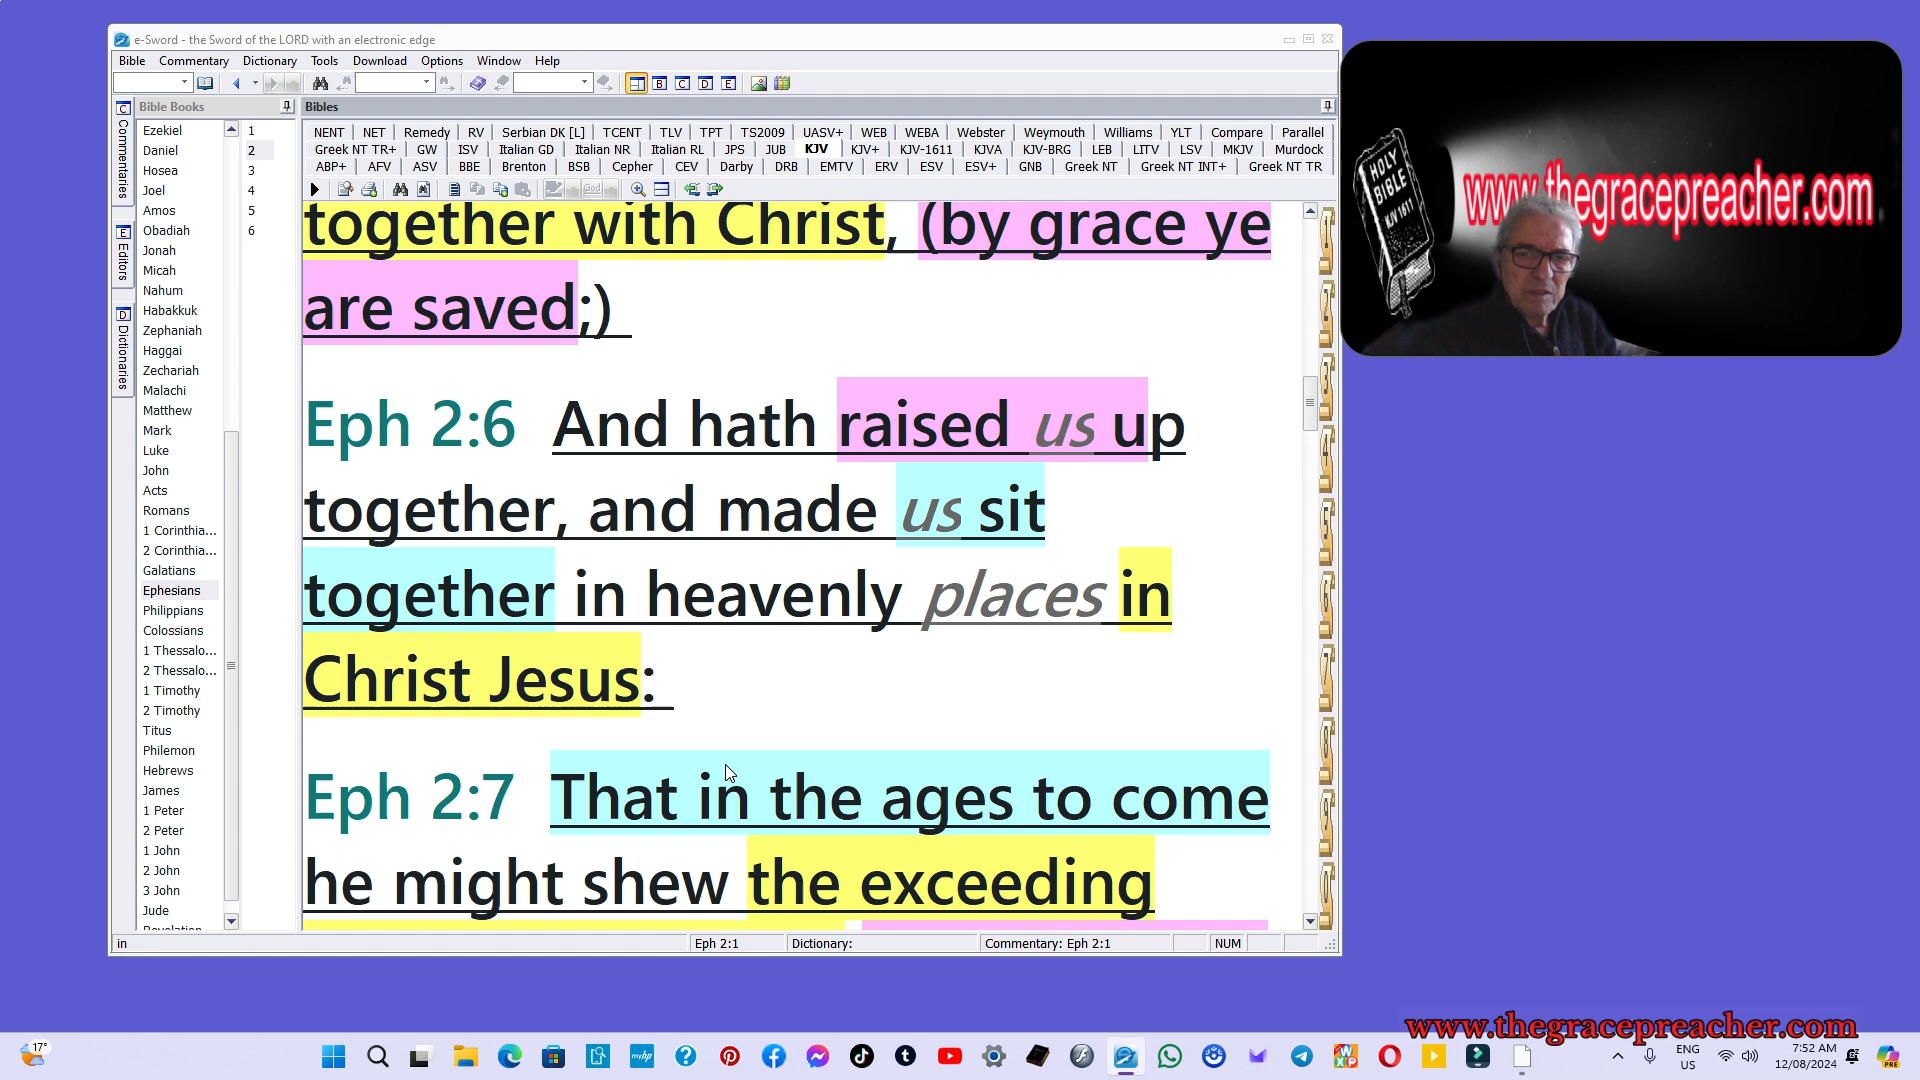 e-Sword - the Sword of the LORD with an electronic edge
Bible Commentary Dictionary Tools Download Options Window Help
B C D E
Bible Books
Bibles
C Commentaries
E Editors
D Dictionaries
NENT NET Remedy RV Serbian DK [L] TCENT TLV TPT TS2009 UASV+ WEB WEBA Webster Weymouth Williams YLT Compare Parallel
Greek NT TR+ GW ISV Italian GD Italian NR Italian RL JPS JUB KJV KJV+ KJV-1611 KJVA KJV-BRG LEB LITV LSV MKJV Murdock
ABP+ AFV ASV BBE Brenton BSB Cepher CEV Darby DRB EMTV ERV ESV ESV+ GNB Greek NT Greek NT INT+ Greek NT TR
Ezekiel
Daniel
Hosea
Joel
Amos
Obadiah
Jonah
Micah
Nahum
Habakkuk
Zephaniah
Haggai
Zechariah
Malachi
Matthew
Mark
Luke
John
Acts
Romans
1 Corinthia...
2 Corinthia...
Galatians
Ephesians
Philippians
Colossians
1 Thessalo...
2 Thessalo...
1 Timothy
2 Timothy
Titus
Philemon
Hebrews
James
1 Peter
2 Peter
1 John
2 John
3 John
Jude
Revelation
1
2
3
4
5
6
together with Christ, (by grace ye
are saved;)
Eph 2:6 And hath raised us up
together, and made us sit
together in heavenly places in
Christ Jesus:
Eph 2:7 That in the ages to come
he might shew the exceeding
1
2
3
4
5
6
7
8
9
0
in
Eph 2:1
Dictionary:
Commentary: Eph 2:1
NUM
HOLY
BIBLE
KJV 1611
www.thegracepreacher.com
www.thegracepreacher.com
17°
ENG
US
7:52 AM
12/08/2024